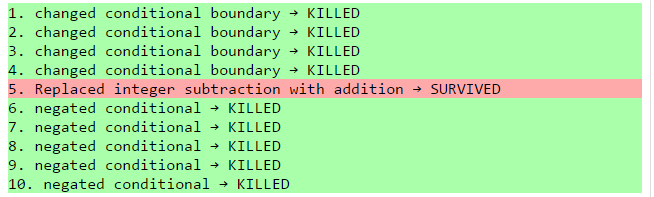 1. changed conditional boundary → KILLED
2. changed conditional boundary → KILLED
3. changed conditional boundary → KILLED
4. changed conditional boundary → KILLED
5. Replaced integer subtraction with addition → SURVIVED
6. negated conditional → KILLED
7. negated conditional → KILLED
8. negated conditional → KILLED
9. negated conditional → KILLED
10. negated conditional → KILLED